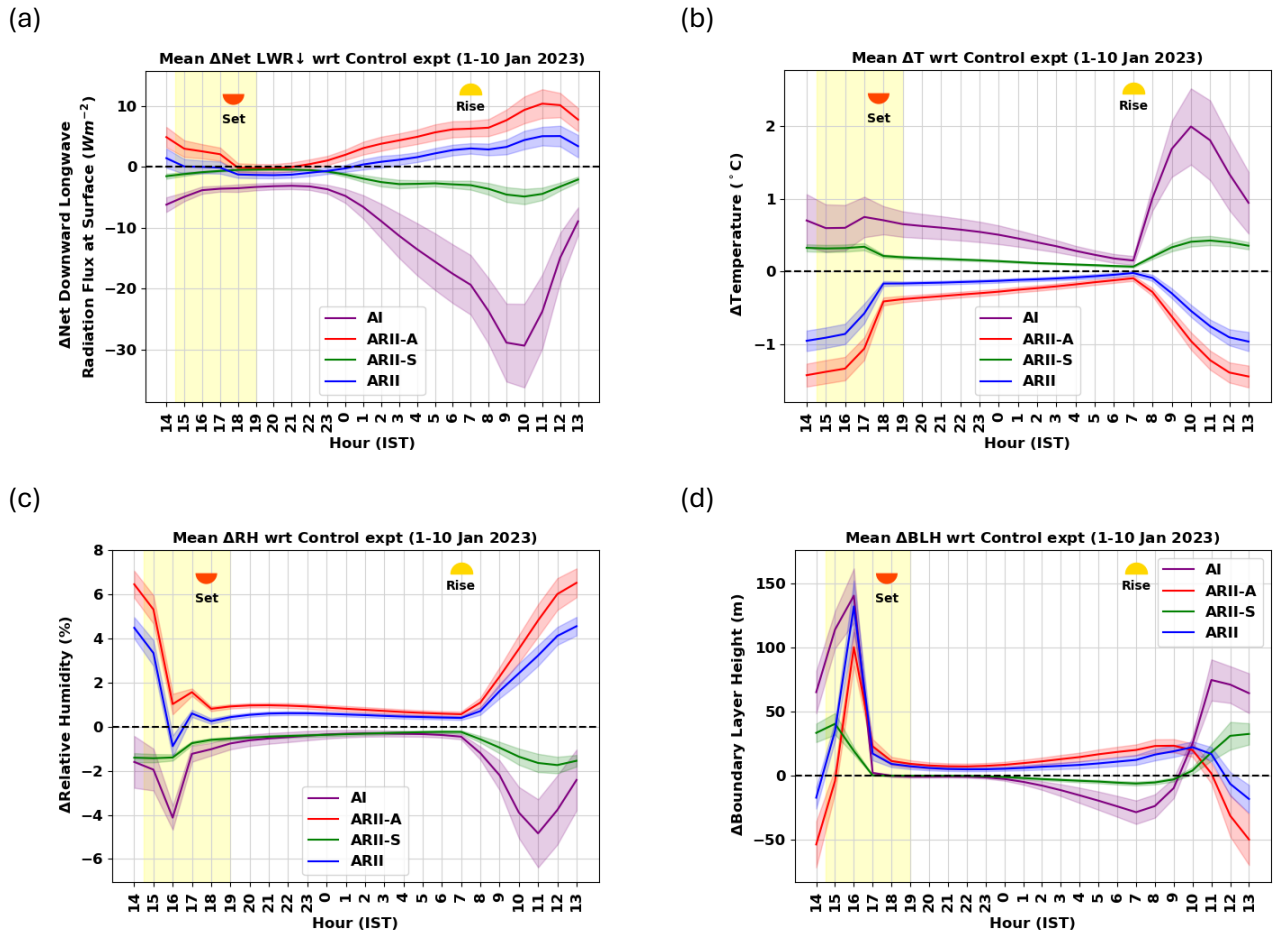 (a)
Mean ΔNet LWR↓ wrt Control expt (1-10 Jan 2023)
ΔNet Downward Longwave
Radiation Flux at Surface (Wm⁻²)
10
0
−10
−20
−30
Set
Rise
AI
ARII-A
ARII-S
ARII
14 15 16 17 18 19 20 21 22 23 0 1 2 3 4 5 6 7 8 9 10 11 12 13
Hour (IST)
(b)
Mean ΔT wrt Control expt (1-10 Jan 2023)
ΔTemperature (°C)
2
1
0
−1
Set
Rise
AI
ARII-A
ARII-S
ARII
14 15 16 17 18 19 20 21 22 23 0 1 2 3 4 5 6 7 8 9 10 11 12 13
Hour (IST)
(c)
Mean ΔRH wrt Control expt (1-10 Jan 2023)
ΔRelative Humidity (%)
8
6
4
2
0
−2
−4
−6
Set
Rise
AI
ARII-A
ARII-S
ARII
14 15 16 17 18 19 20 21 22 23 0 1 2 3 4 5 6 7 8 9 10 11 12 13
Hour (IST)
(d)
Mean ΔBLH wrt Control expt (1-10 Jan 2023)
ΔBoundary Layer Height (m)
150
100
50
0
−50
Set
Rise
AI
ARII-A
ARII-S
ARII
14 15 16 17 18 19 20 21 22 23 0 1 2 3 4 5 6 7 8 9 10 11 12 13
Hour (IST)